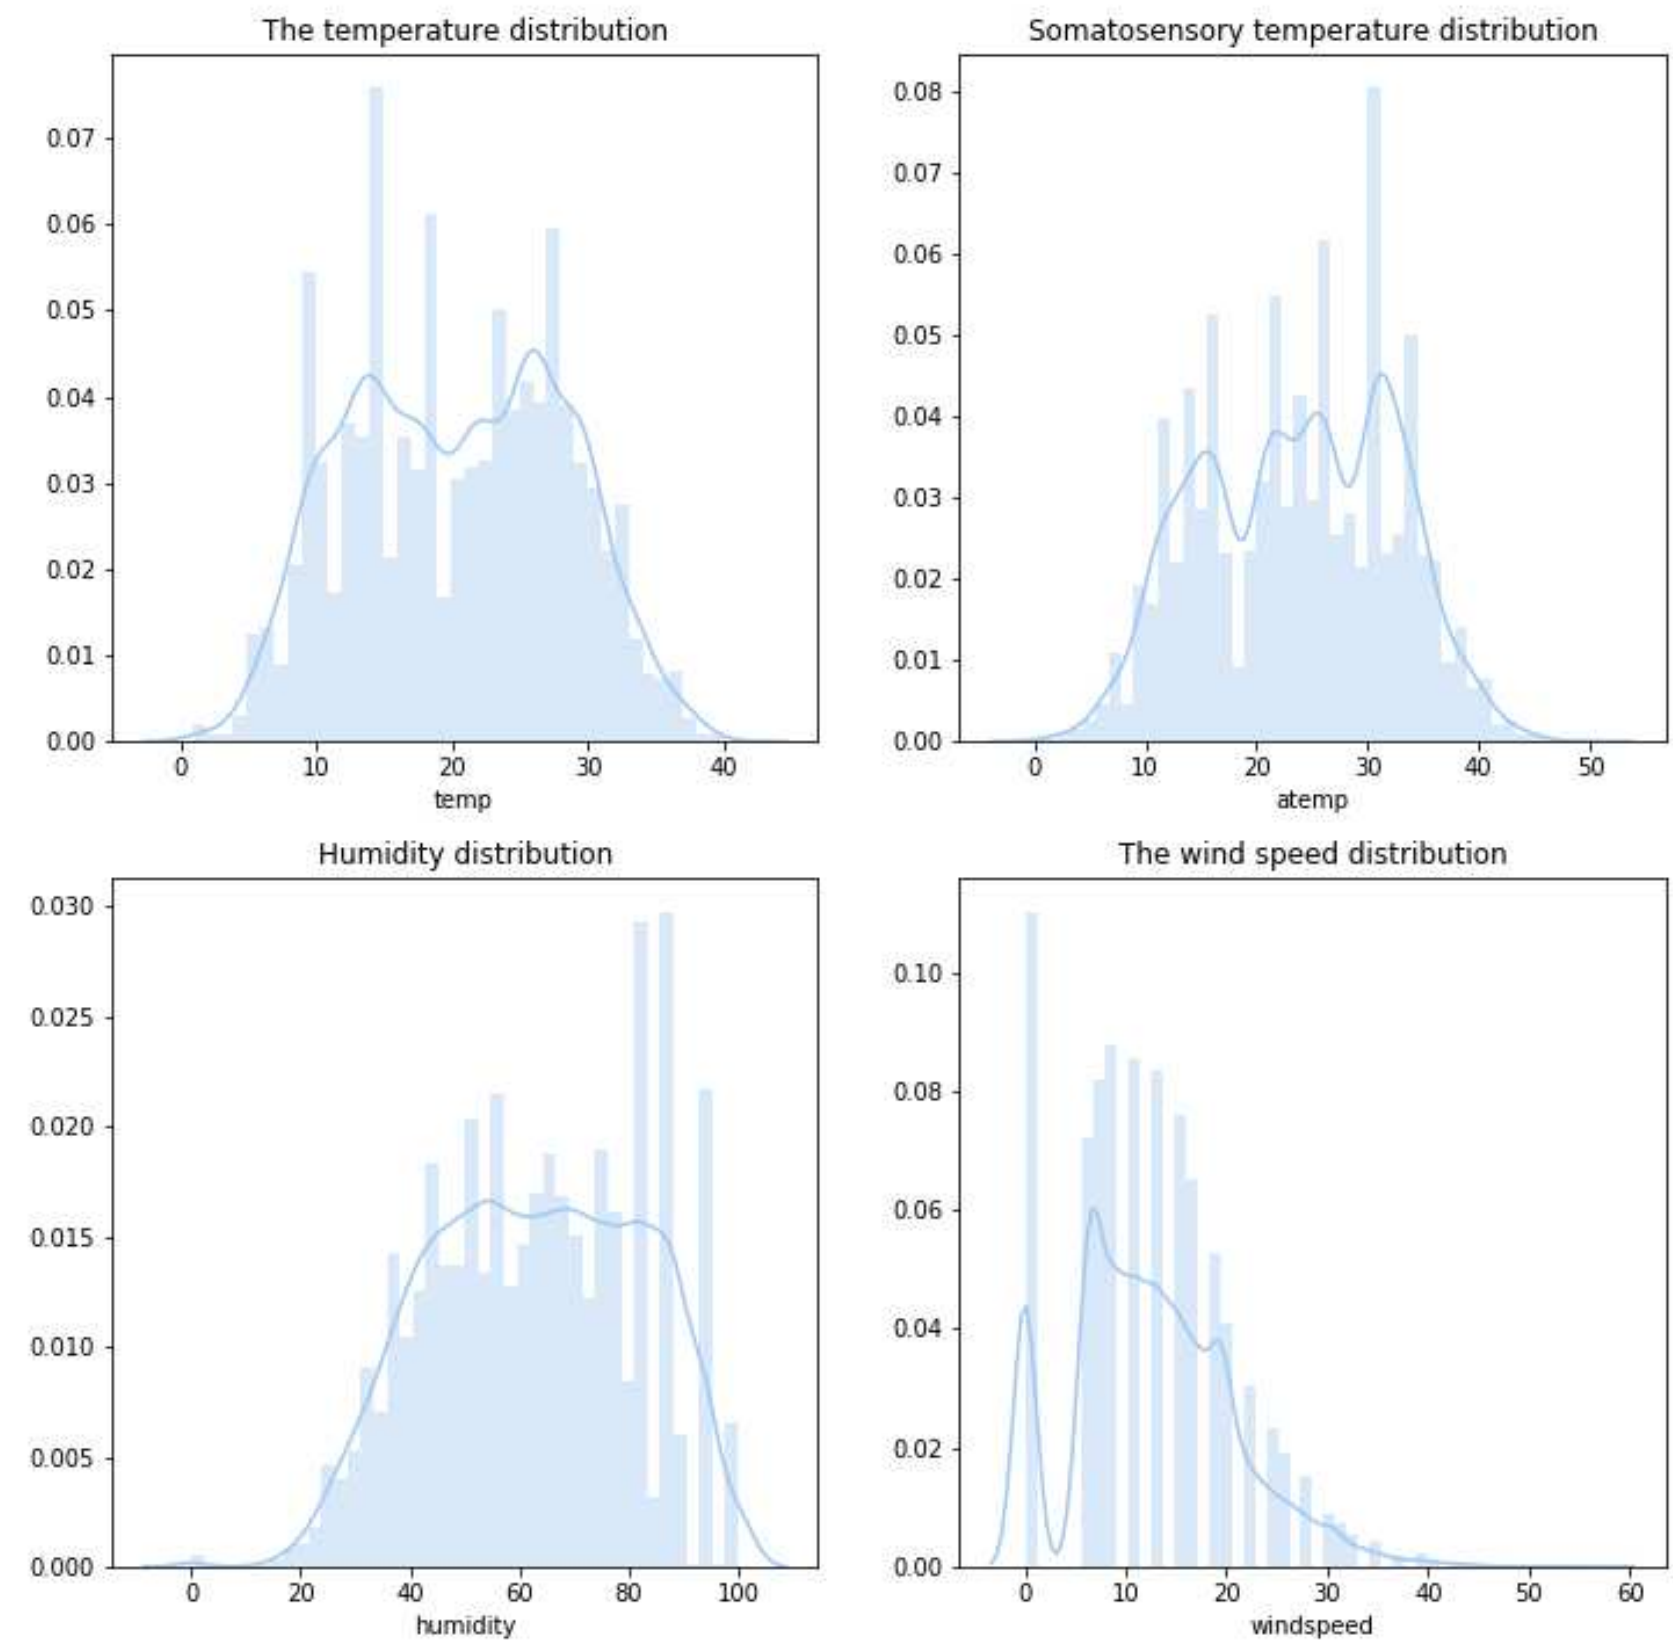 The temperature distribution
0.07
0.06
0.05
0.04
0.03
0.02
0.01
0.00
0 10 20 30 40
temp
Somatosensory temperature distribution
0.08
0.07
0.06
0.05
0.04
0.03
0.02
0.01
0.00
0 10 20 30 40 50
atemp
Humidity distribution
0.030
0.025
0.020
0.015
0.010
0.005
0.000
0 20 40 60 80 100
humidity
The wind speed distribution
0.10
0.08
0.06
0.04
0.02
0.00
0 10 20 30 40 50 60
windspeed